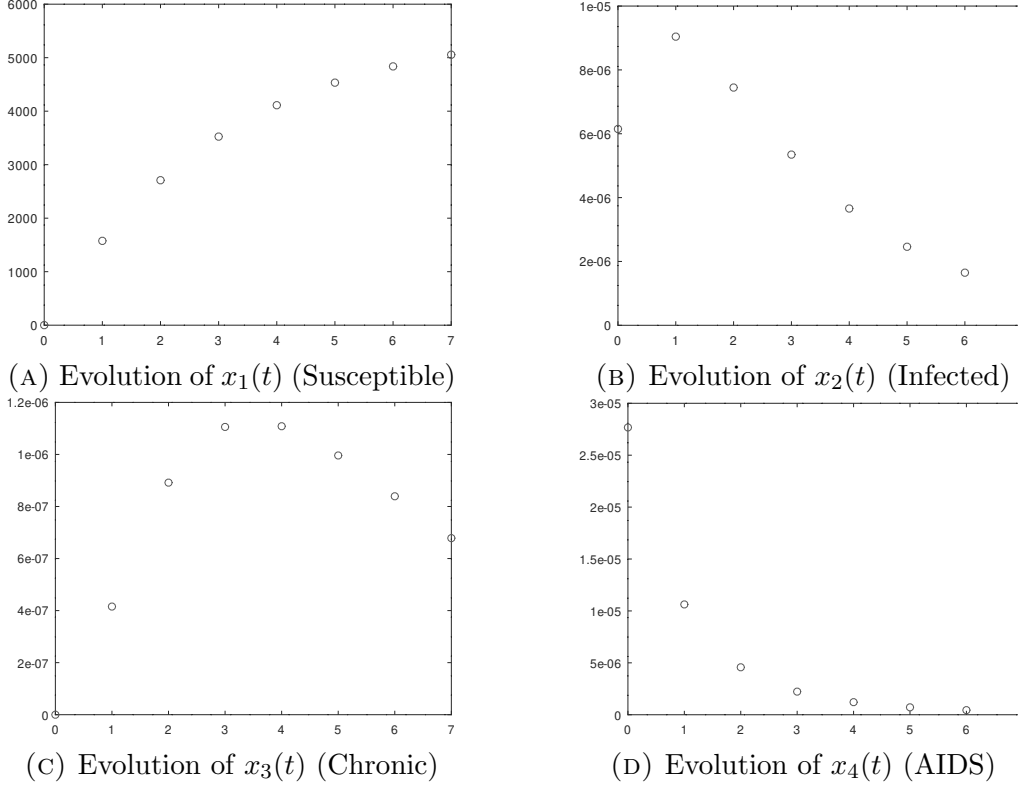 6000
5000
4000
3000
2000
1000
0
0 1 2 3 4 5 6 7
(A) Evolution of x₁(t) (Susceptible)
1e-05
8e-06
6e-06
4e-06
2e-06
0
0 1 2 3 4 5 6
(B) Evolution of x₂(t) (Infected)
1.2e-06
1e-06
8e-07
6e-07
4e-07
2e-07
0
0 1 2 3 4 5 6 7
(C) Evolution of x₃(t) (Chronic)
3e-05
2.5e-05
2e-05
1.5e-05
1e-05
5e-06
0
0 1 2 3 4 5 6
(D) Evolution of x₄(t) (AIDS)